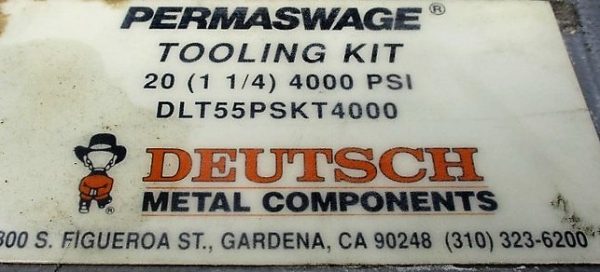 PERMASWAGE ®
TOOLING KIT
20 (1 1/4) 4000 PSI
DLT55PSKT4000
DEUTSCH
® METAL COMPONENTS
800 S. FIGUEROA ST., GARDENA, CA 90248 (310) 323-6200